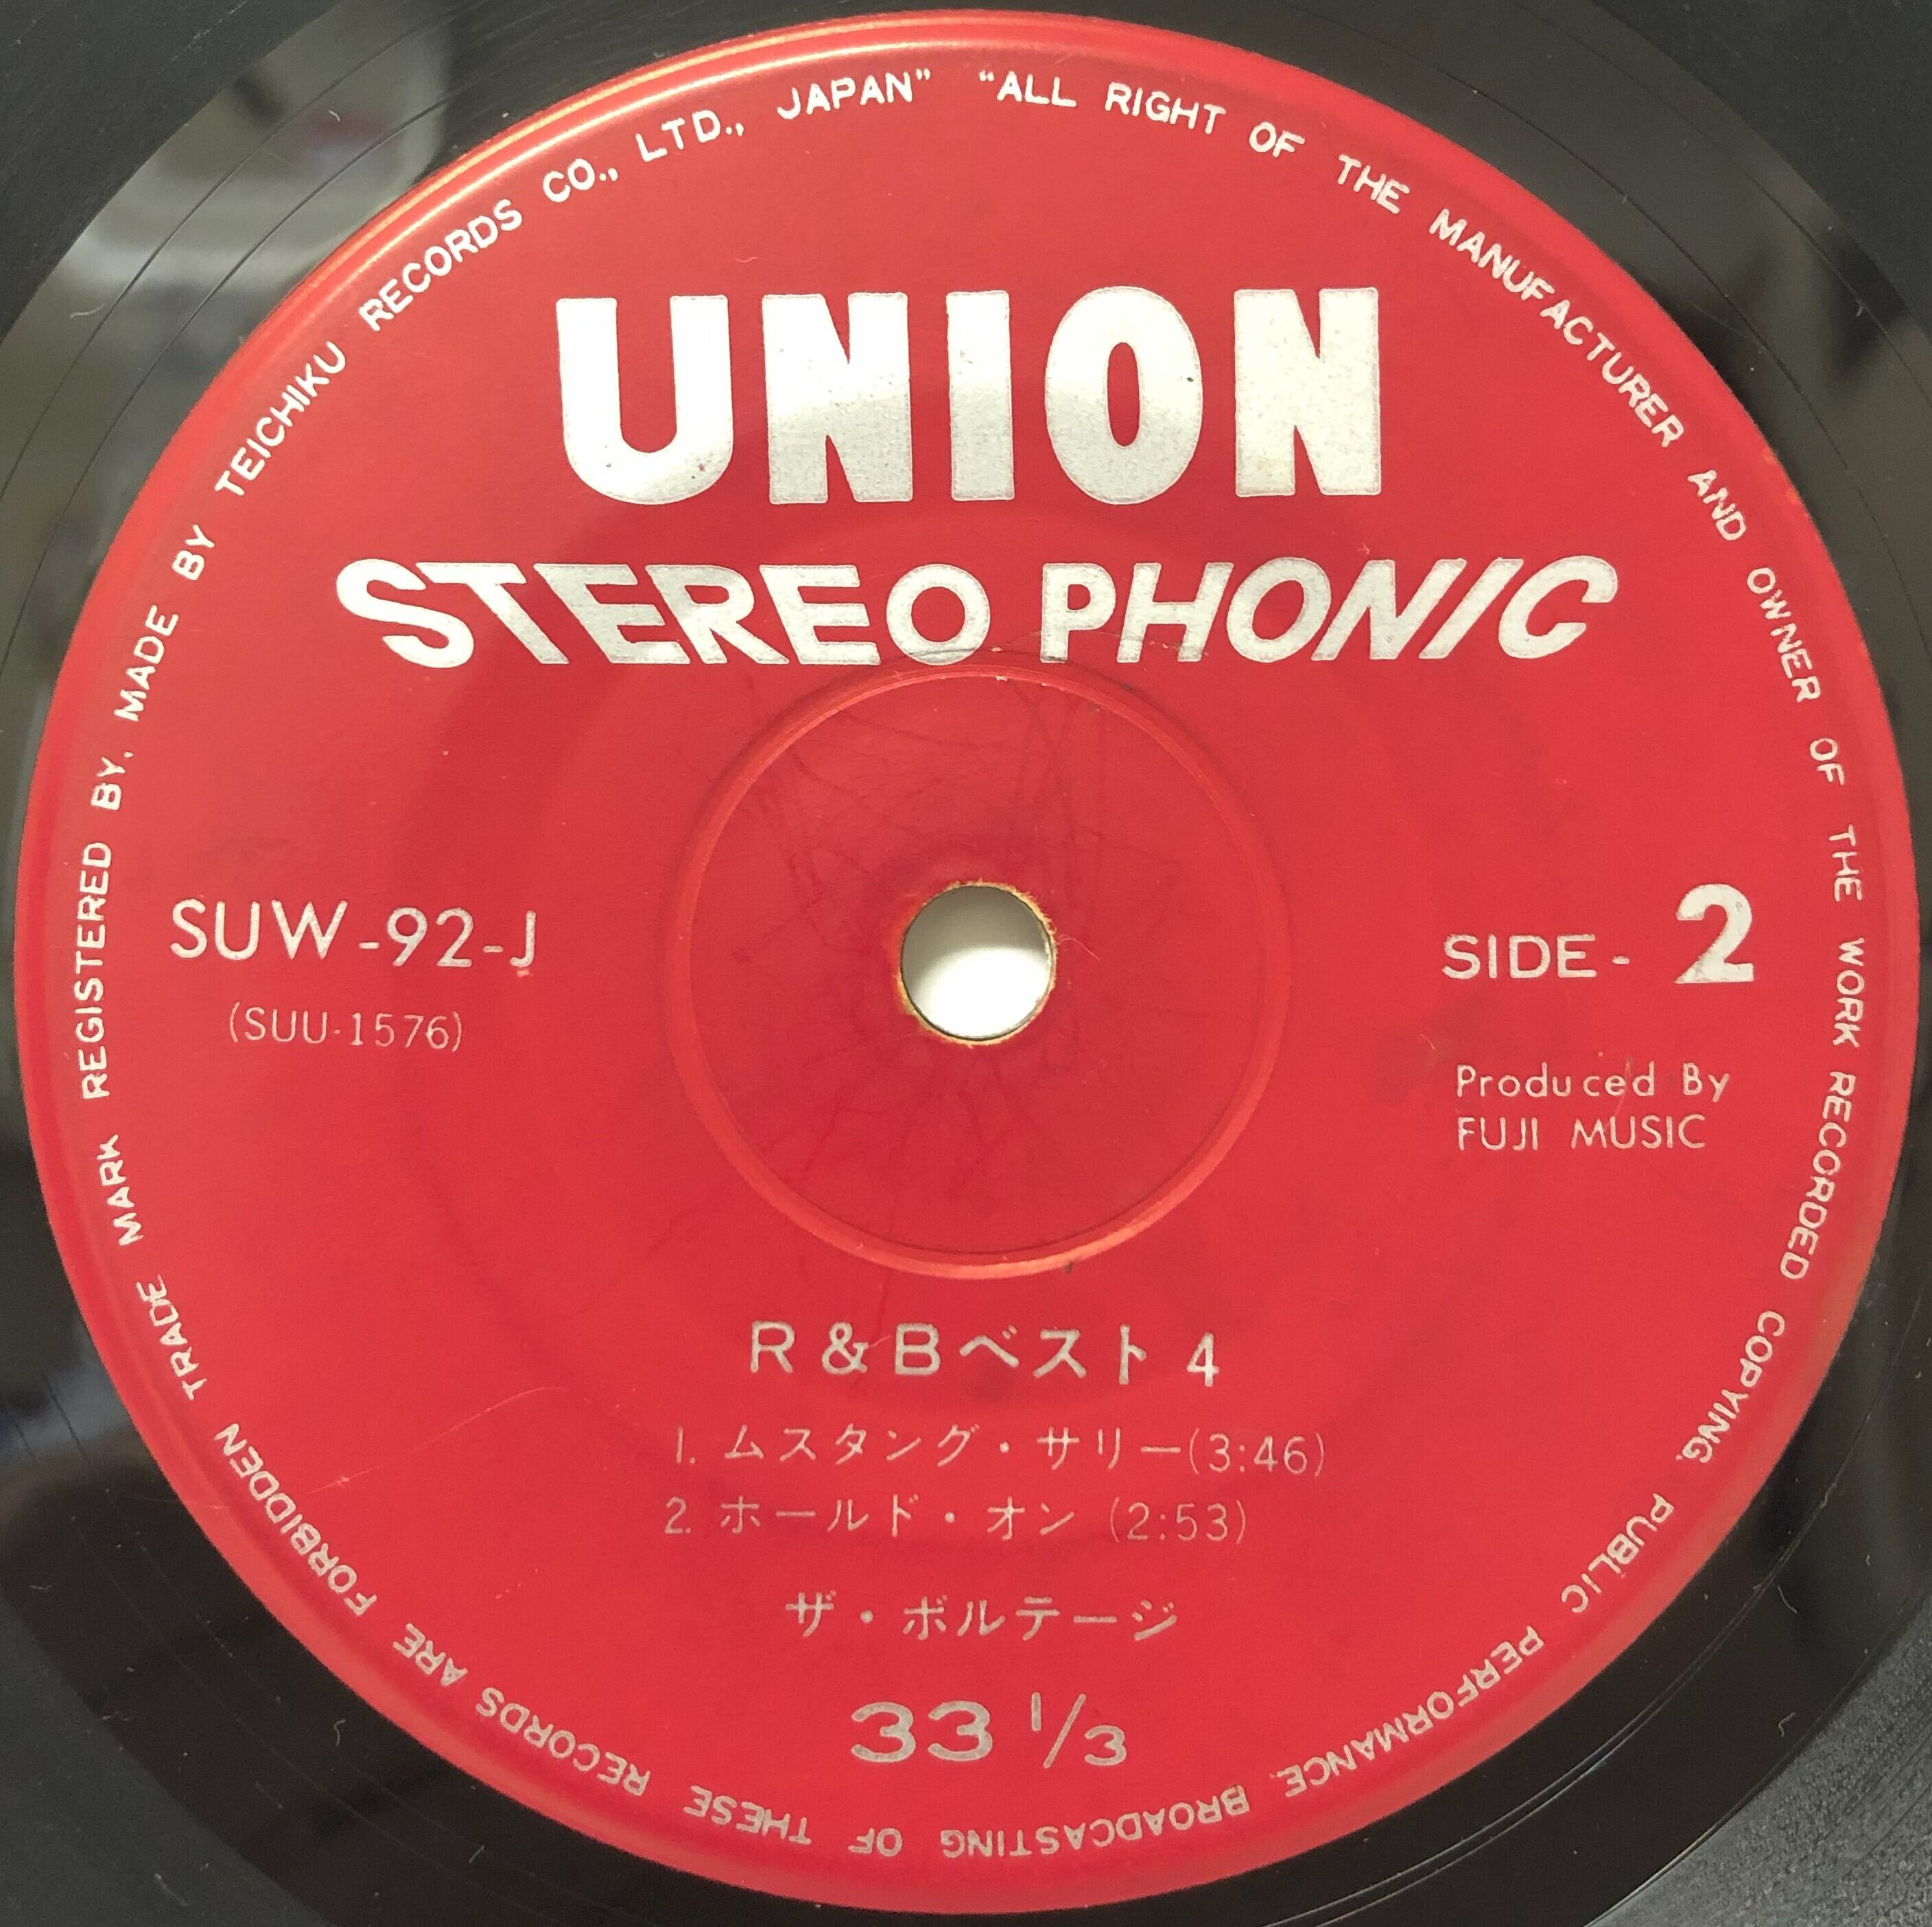 TRADE MARK REGISTERED BY, MADE BY TEICHIKU RECORDS CO., LTD., JAPAN" "ALL RIGHT OF THE MANUFACTURER AND OWNER OF THE WORK RECORDED COPYING, PUBLIC PERFORMANCE, BROADCASTING OF THESE RECORDS ARE FORBIDDEN
UNION
STEREO PHONIC
SUW-92-J
(SUU-1576)
SIDE- 2
Produced By
FUJI MUSIC
R&Bベスト4
1. ムスタング・サリー(3:46)
2. ホールド・オン (2:53)
ザ・ボルテージ
33 1/3